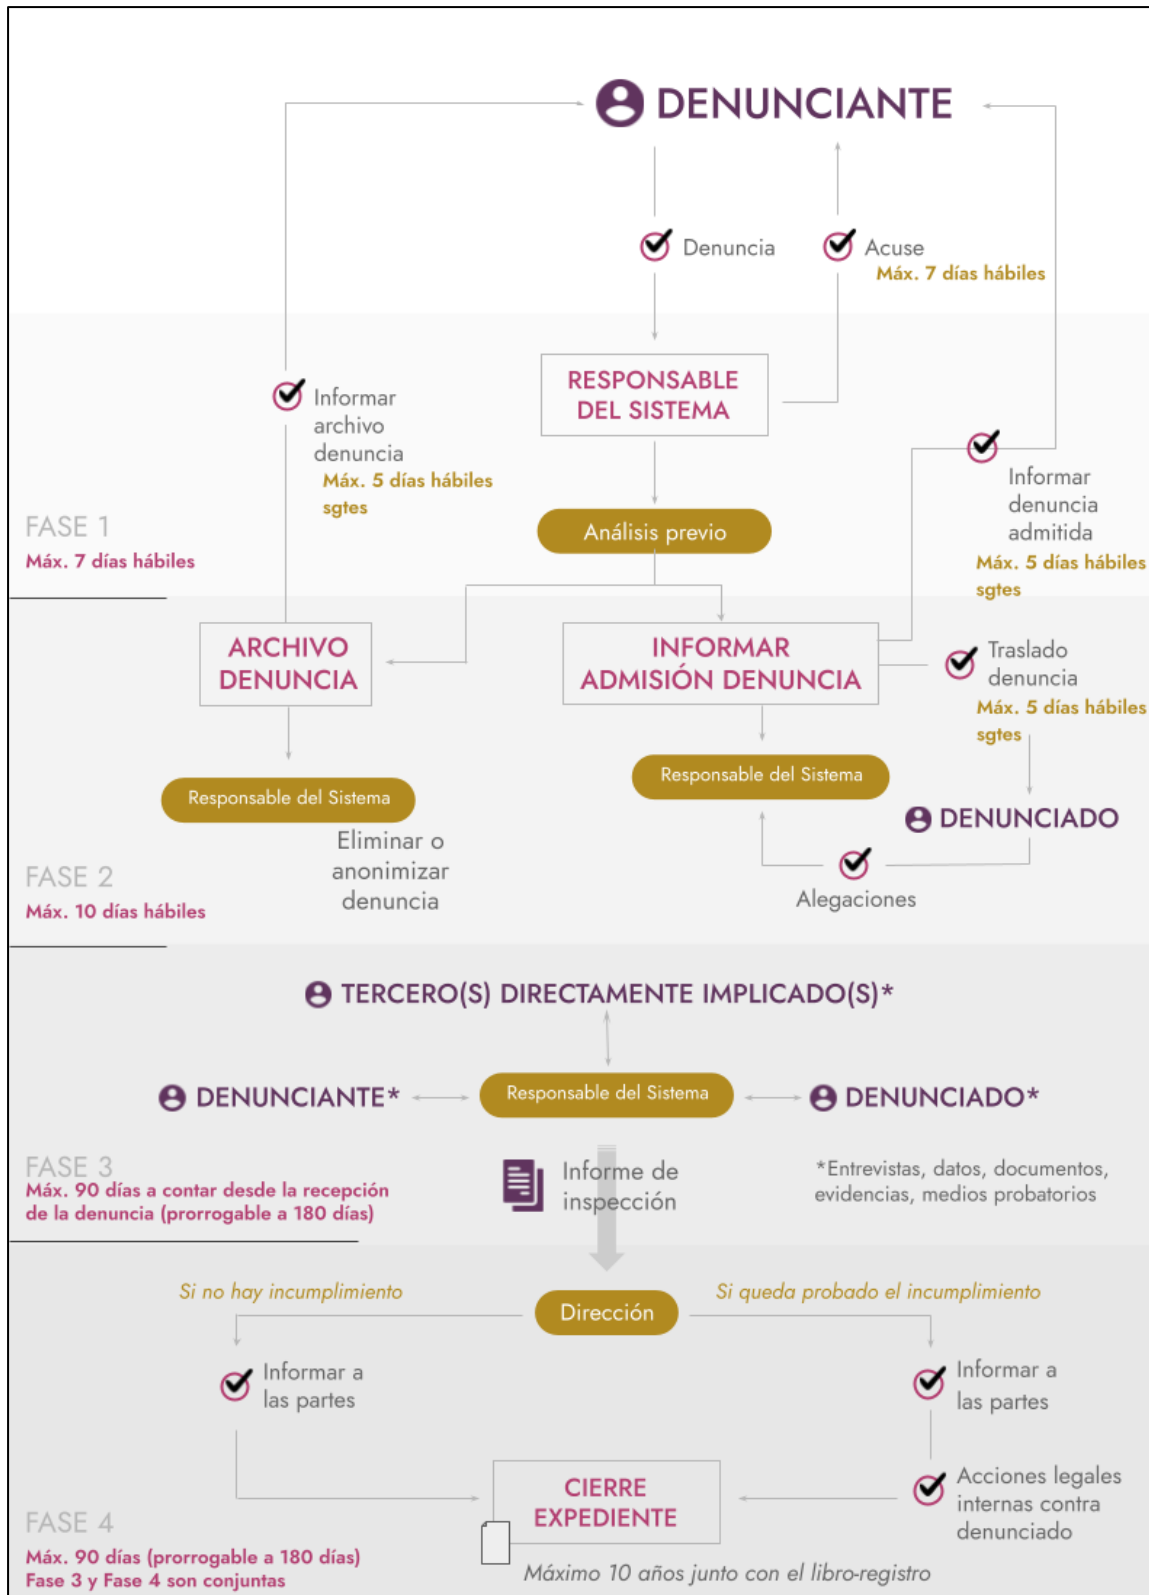 DENUNCIANTE
Denuncia
Acuse
Máx. 7 días hábiles
RESPONSABLE
DEL SISTEMA
Informar
archivo
denuncia
Máx. 5 días hábiles
sgtes
Informar
denuncia
admitida
Máx. 5 días hábiles
sgtes
Análisis previo
FASE 1
Máx. 7 días hábiles
ARCHIVO
DENUNCIA
INFORMAR
ADMISIÓN DENUNCIA
Traslado
denuncia
Máx. 5 días hábiles
sgtes
Responsable del Sistema
Responsable del Sistema
DENUNCIADO
Eliminar o
anonimizar
denuncia
Alegaciones
FASE 2
Máx. 10 días hábiles
TERCERO(S) DIRECTAMENTE IMPLICADO(S)*
DENUNCIANTE*
Responsable del Sistema
DENUNCIADO*
FASE 3
Máx. 90 días a contar desde la recepción
de la denuncia (prorrogable a 180 días)
Informe de
inspección
*Entrevistas, datos, documentos,
evidencias, medios probatorios
Si no hay incumplimiento
Dirección
Si queda probado el incumplimiento
Informar a
las partes
Informar a
las partes
CIERRE
EXPEDIENTE
Acciones legales
internas contra
denunciado
FASE 4
Máx. 90 días (prorrogable a 180 días)
Fase 3 y Fase 4 son conjuntas
Máximo 10 años junto con el libro-registro